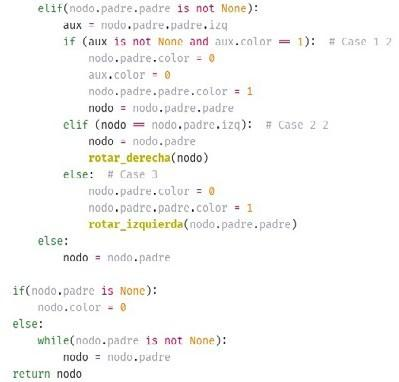 elif(nodo.padre.padre is not None):
aux = nodo.padre.padre.izq
if (aux is not None and aux.color == 1):  # Case 1 2
nodo.padre.color = 0
aux.color = 0
nodo.padre.padre.color = 1
nodo = nodo.padre.padre
elif (nodo == nodo.padre.izq):  # Case 2 2
nodo = nodo.padre
rotar_derecha(nodo)
else:  # Case 3
nodo.padre.color = 0
nodo.padre.padre.color = 1
rotar_izquierda(nodo.padre.padre)
else:
nodo = nodo.padre
if(nodo.padre is None):
nodo.color = 0
else:
while(nodo.padre is not None):
nodo = nodo.padre
return nodo